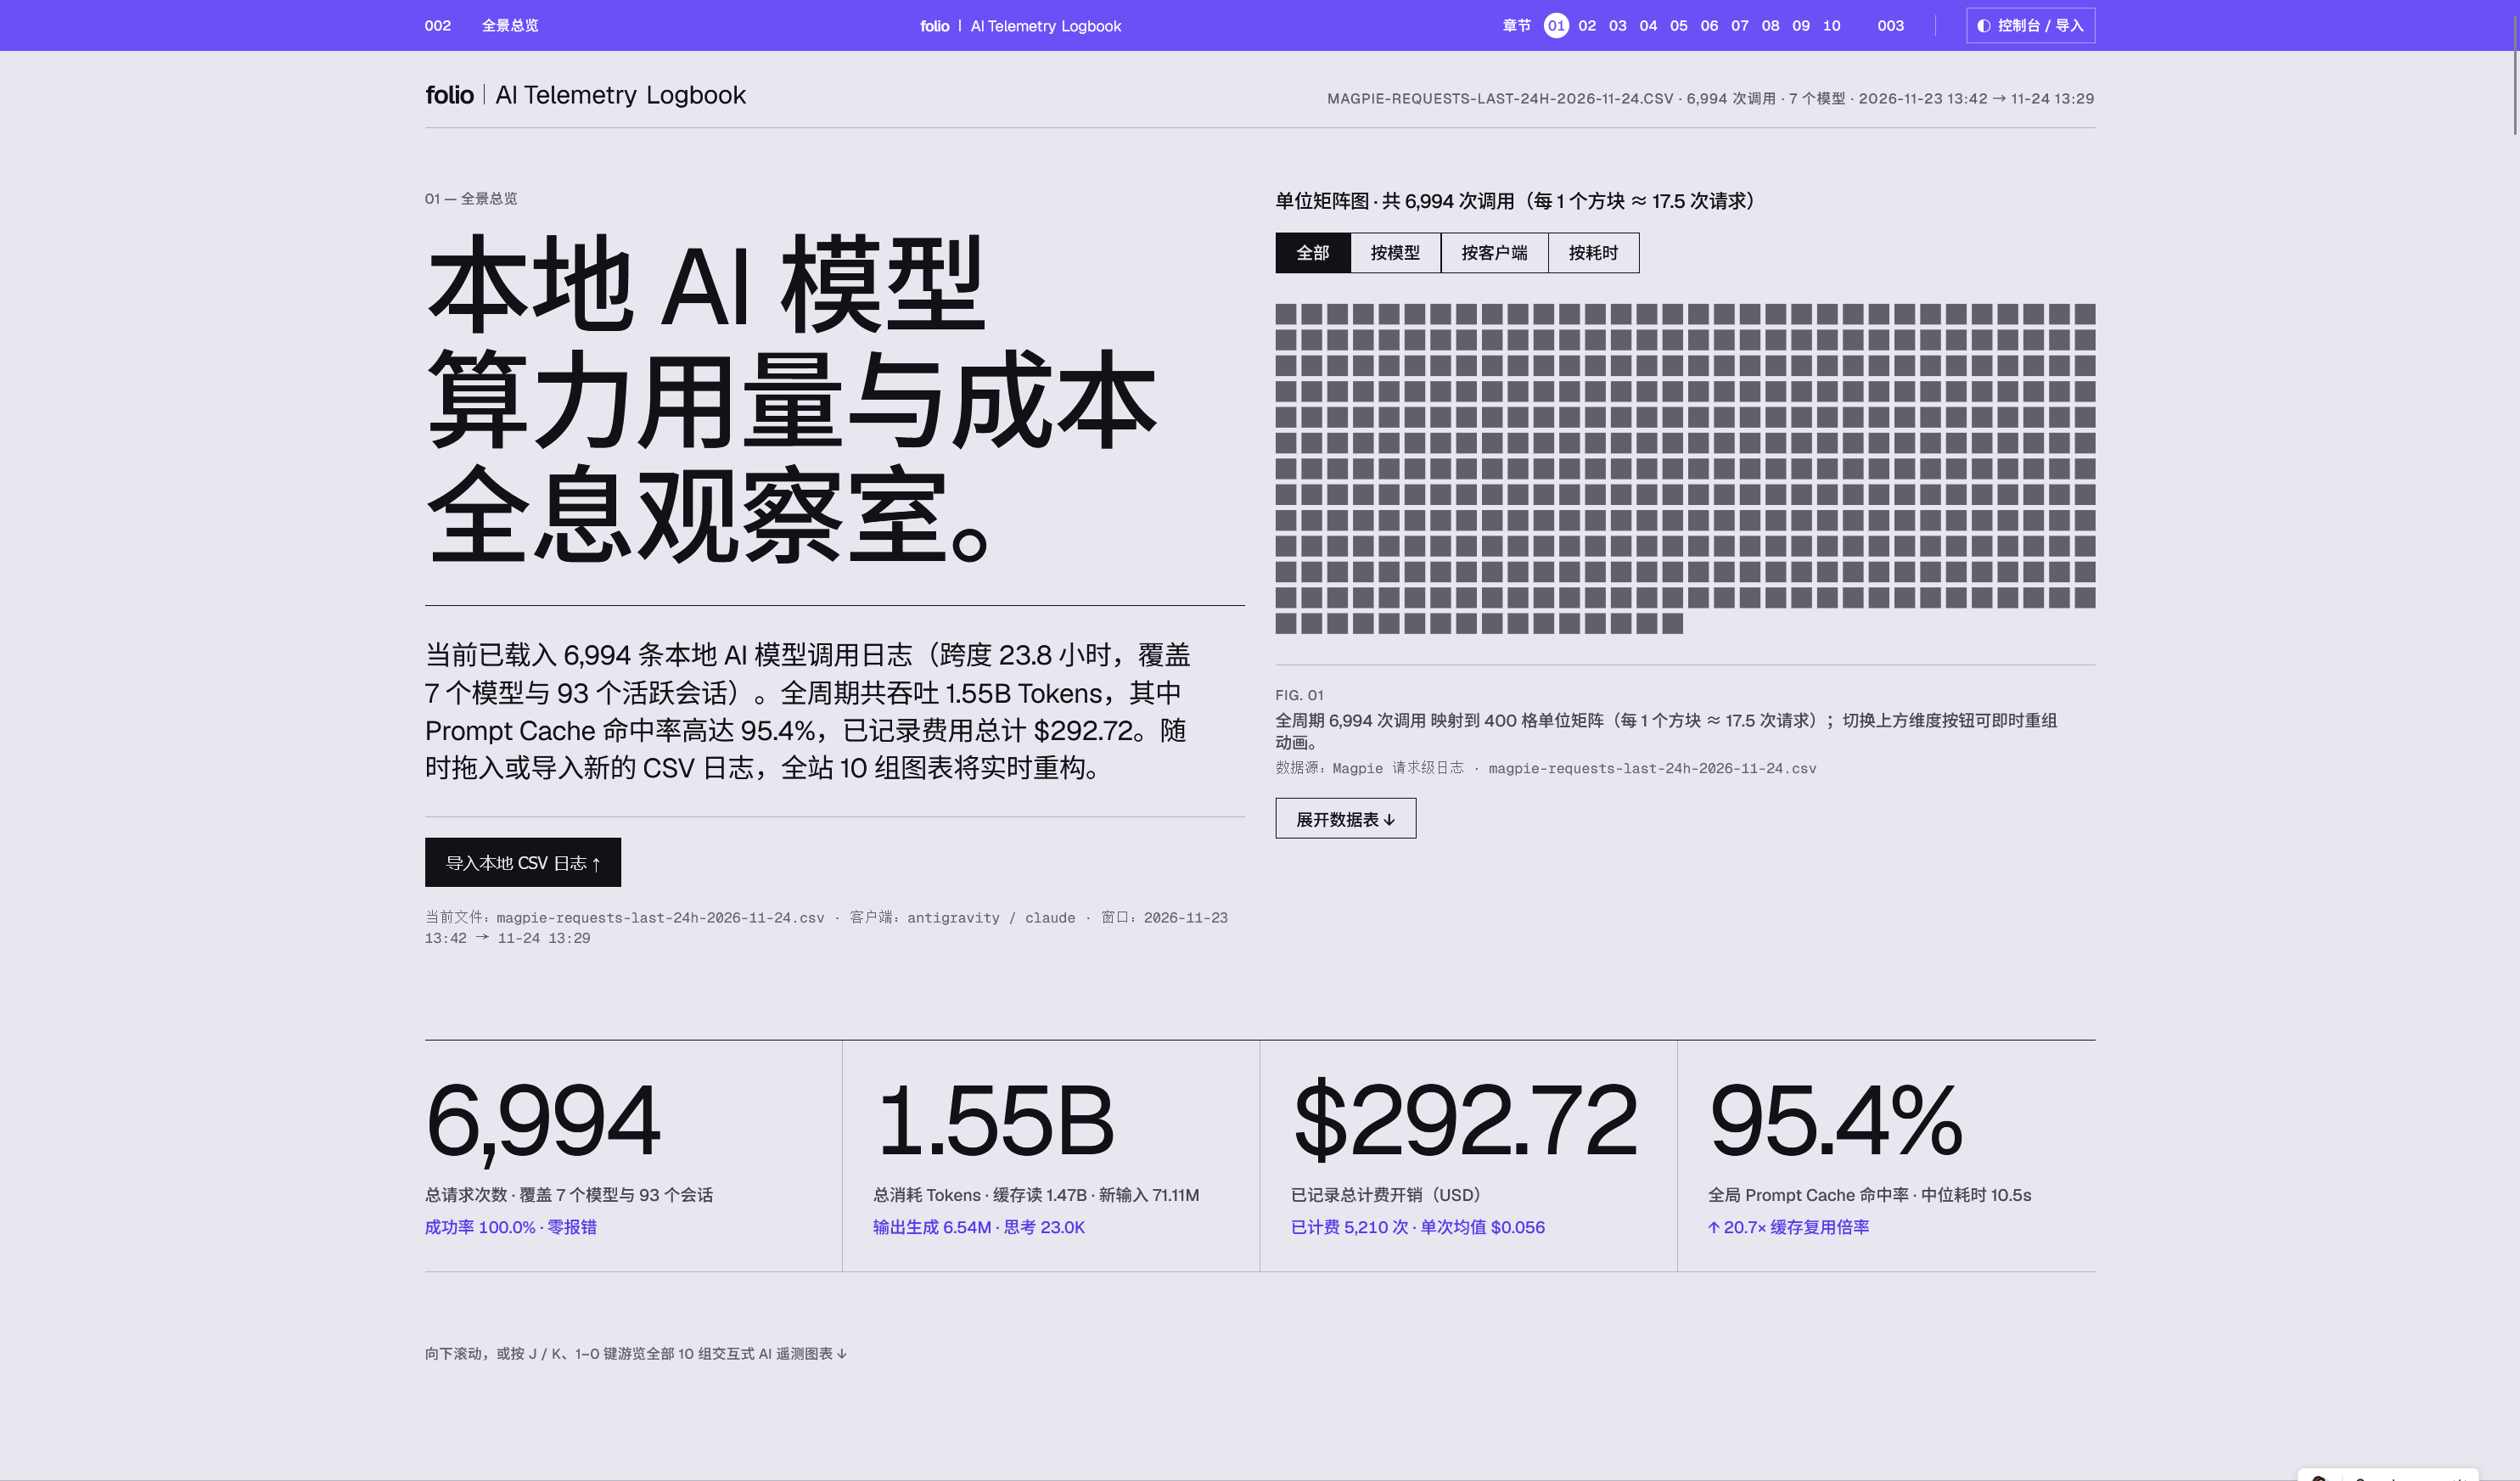 002 全景总览
folio | AI Telemetry Logbook
章节 01 02 03 04 05 06 07 08 09 10 003
控制台 / 导入
folio | AI Telemetry Logbook
MAGPIE-REQUESTS-LAST-24H-2026-11-24.CSV · 6,994 次调用 · 7 个模型 · 2026-11-23 13:42 → 11-24 13:29
01 — 全景总览
本地 AI 模型
算力用量与成本
全息观察室。
当前已载入 6,994 条本地 AI 模型调用日志（跨度 23.8 小时，覆盖
7 个模型与 93 个活跃会话）。全周期共吞吐 1.55B Tokens，其中
Prompt Cache 命中率高达 95.4%，已记录费用总计 $292.72。随
时拖入或导入新的 CSV 日志，全站 10 组图表将实时重构。
导入本地 CSV 日志 ↑
当前文件：magpie-requests-last-24h-2026-11-24.csv · 客户端：antigravity / claude · 窗口：2026-11-23
13:42 → 11-24 13:29
单位矩阵图 · 共 6,994 次调用（每 1 个方块 ≈ 17.5 次请求）
全部 按模型 按客户端 按耗时
FIG. 01
全周期 6,994 次调用 映射到 400 格单位矩阵（每 1 个方块 ≈ 17.5 次请求）；切换上方维度按钮可即时重组
动画。
数据源：Magpie 请求级日志 · magpie-requests-last-24h-2026-11-24.csv
展开数据表 ↓
6,994
总请求次数 · 覆盖 7 个模型与 93 个会话
成功率 100.0% · 零报错
1.55B
总消耗 Tokens · 缓存读 1.47B · 新输入 71.11M
输出生成 6.54M · 思考 23.0K
$292.72
已记录总计费开销（USD）
已计费 5,210 次 · 单次均值 $0.056
95.4%
全局 Prompt Cache 命中率 · 中位耗时 10.5s
↑ 20.7× 缓存复用倍率
向下滚动，或按 J / K、1–0 键游览全部 10 组交互式 AI 遥测图表 ↓